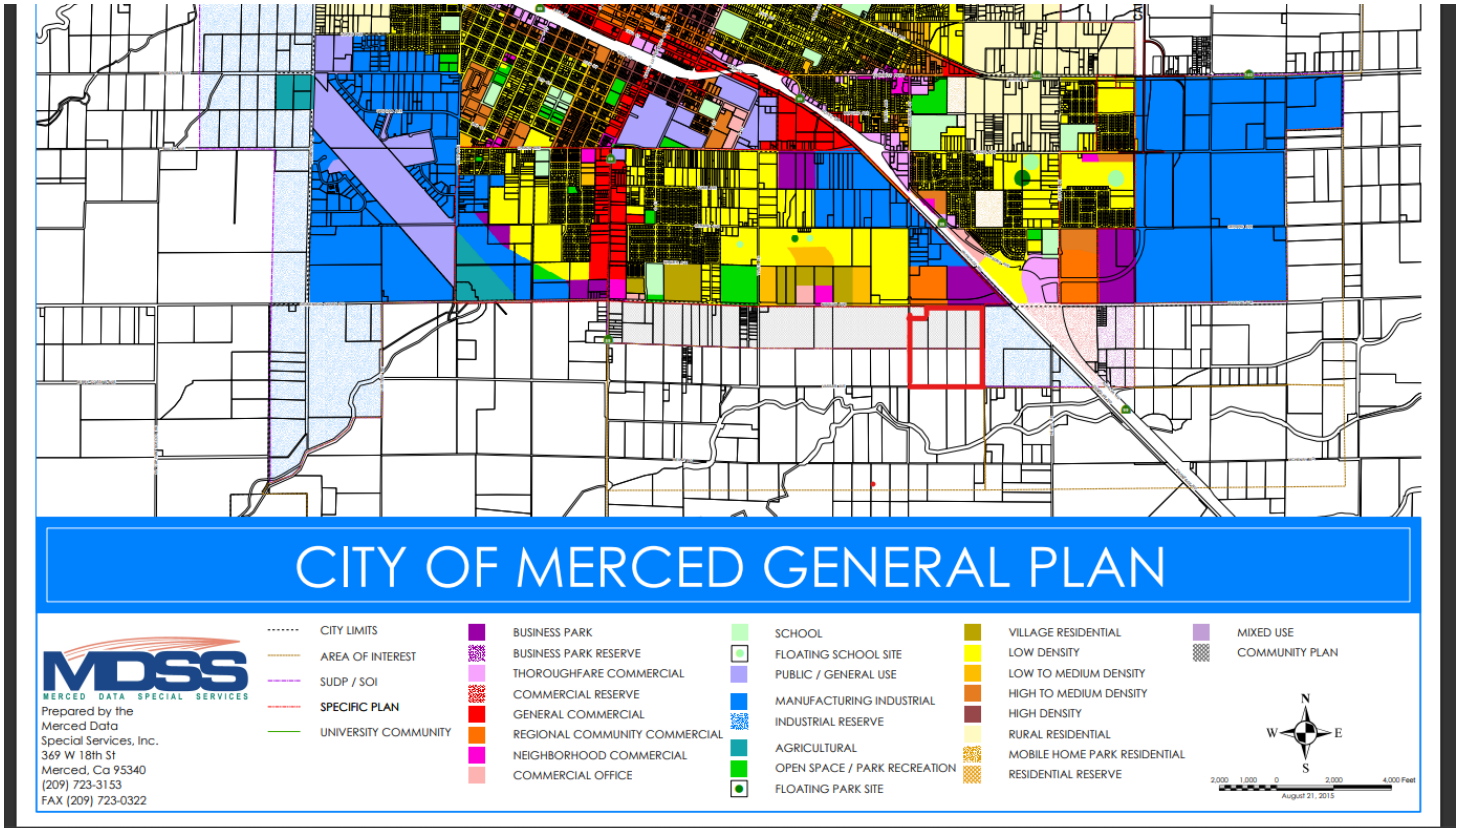 CITY OF MERCED GENERAL PLAN
MDSS
MERCED DATA SPECIAL SERVICES
Prepared by the
Merced Data
Special Services, Inc.
369 W 18th St
Merced, Ca 95340
(209) 723-3153
FAX (209) 723-0322
CITY LIMITS
AREA OF INTEREST
SUDP / SOI
SPECIFIC PLAN
UNIVERSITY COMMUNITY
BUSINESS PARK
BUSINESS PARK RESERVE
THOROUGHFARE COMMERCIAL
COMMERCIAL RESERVE
GENERAL COMMERCIAL
REGIONAL COMMUNITY COMMERCIAL
NEIGHBORHOOD COMMERCIAL
COMMERCIAL OFFICE
SCHOOL
FLOATING SCHOOL SITE
PUBLIC / GENERAL USE
MANUFACTURING INDUSTRIAL
INDUSTRIAL RESERVE
AGRICULTURAL
OPEN SPACE / PARK RECREATION
FLOATING PARK SITE
VILLAGE RESIDENTIAL
LOW DENSITY
LOW TO MEDIUM DENSITY
HIGH TO MEDIUM DENSITY
HIGH DENSITY
RURAL RESIDENTIAL
MOBILE HOME PARK RESIDENTIAL
RESIDENTIAL RESERVE
MIXED USE
COMMUNITY PLAN
N
W E
S
2,000 1,000 0 2,000 4,000 Feet
August 21, 2015